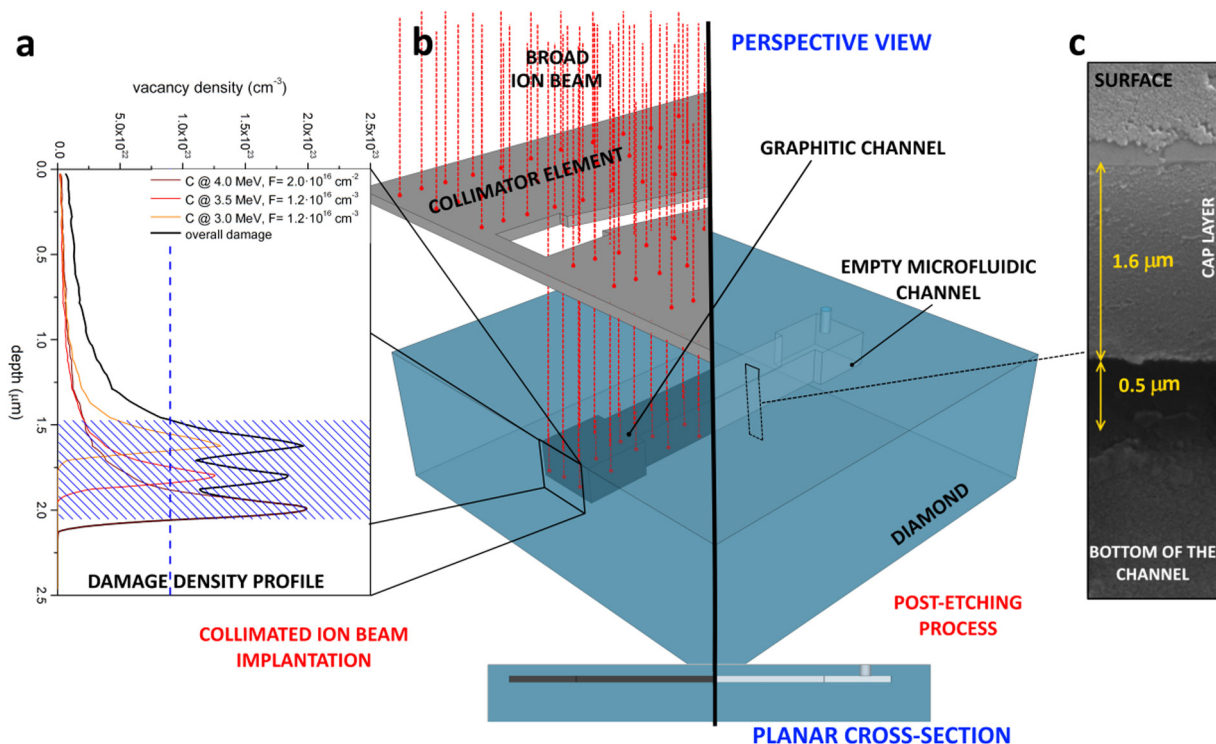 a
vacancy density (cm⁻³)
0.0
5.0x10²²
1.0x10²³
1.5x10²³
2.0x10²³
2.5x10²³
0.0
0.5
1.0
1.5
2.0
2.5
depth (μm)
C @ 4.0 MeV, F= 2.0·10¹⁶ cm⁻²
C @ 3.5 MeV, F= 1.2·10¹⁶ cm⁻³
C @ 3.0 MeV, F= 1.2·10¹⁶ cm⁻³
overall damage
DAMAGE DENSITY PROFILE
COLLIMATED ION BEAM
IMPLANTATION
b
BROAD
ION BEAM
PERSPECTIVE VIEW
COLLIMATOR ELEMENT
GRAPHITIC CHANNEL
EMPTY MICROFLUIDIC
CHANNEL
DIAMOND
POST-ETCHING
PROCESS
PLANAR CROSS-SECTION
c
SURFACE
1.6 μm
CAP LAYER
0.5 μm
BOTTOM OF THE
CHANNEL